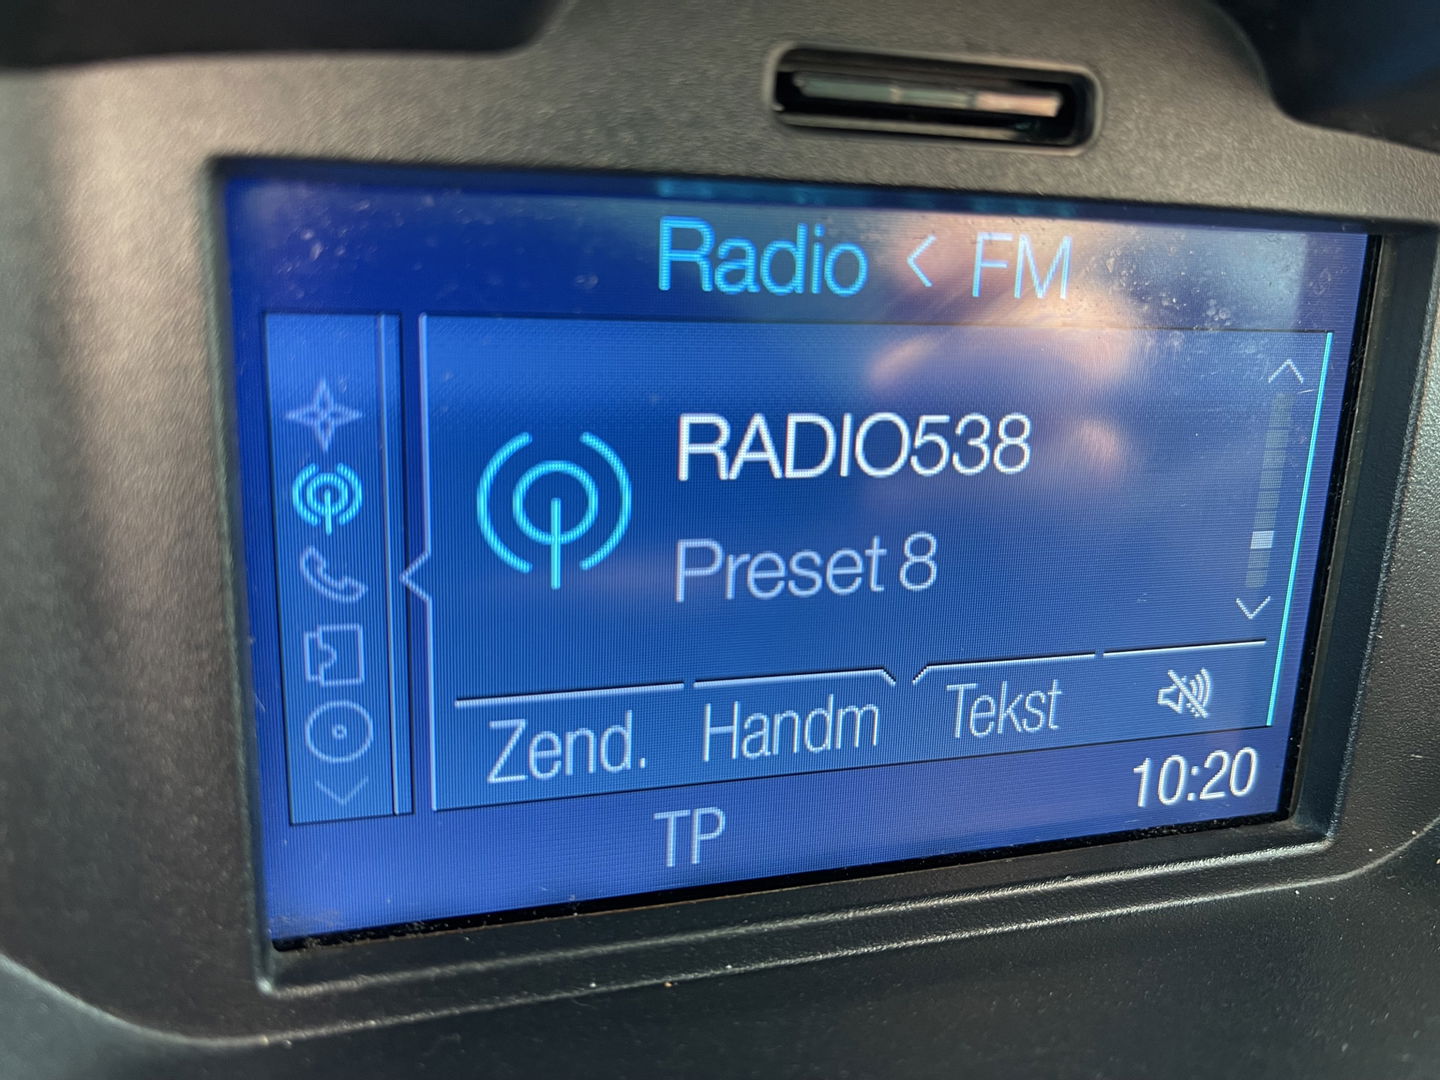 Radio < FM
RADIO538
Preset 8
Zend. Handm Tekst
10:20
TP